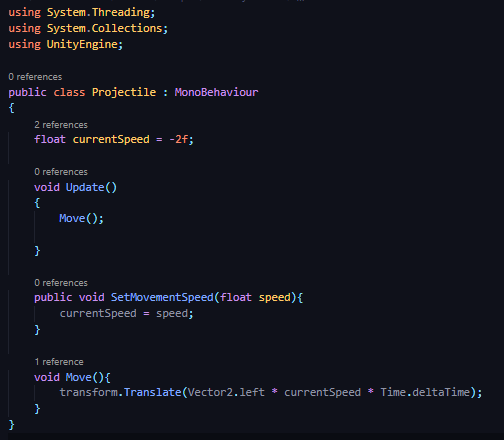 using System.Threading;
using System.Collections;
using UnityEngine;
0 references
public class Projectile : MonoBehaviour
{
2 references
float currentSpeed = -2f;
0 references
void Update()
{
Move();
}
0 references
public void SetMovementSpeed(float speed){
currentSpeed = speed;
}
1 reference
void Move(){
transform.Translate(Vector2.left * currentSpeed * Time.deltaTime);
}
}